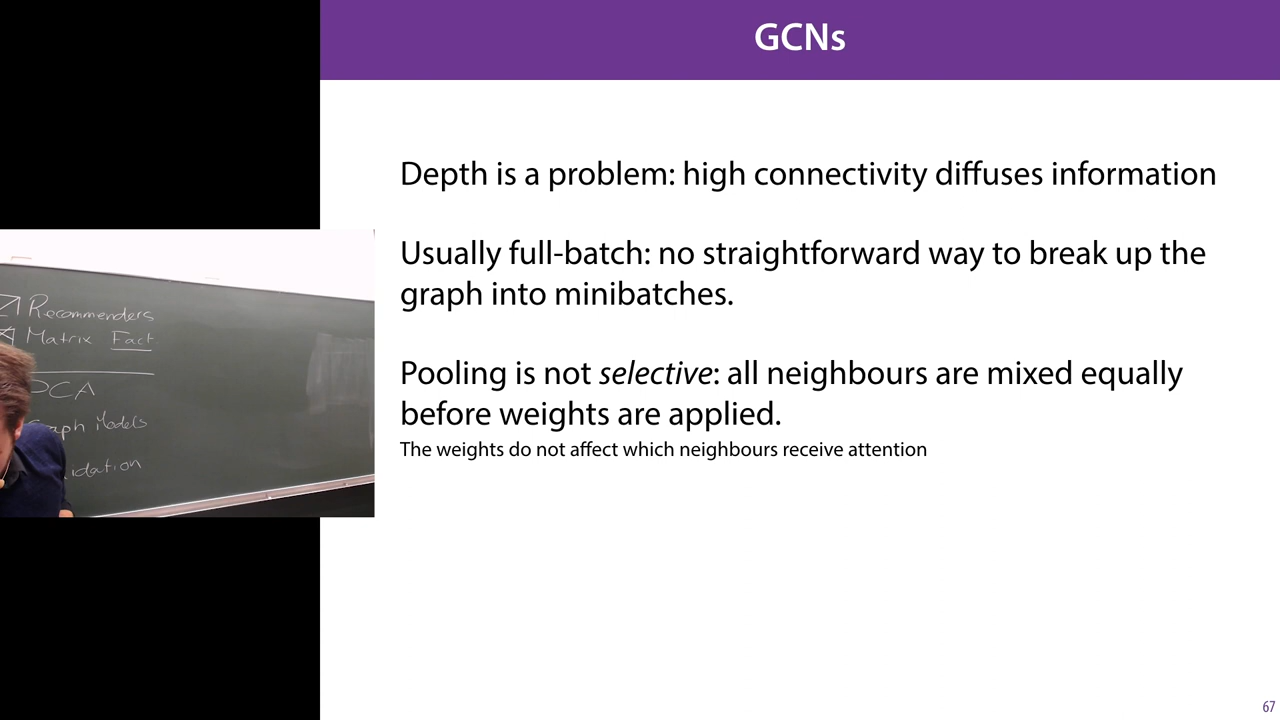 GCNs
Depth is a problem: high connectivity diffuses information
Usually full-batch: no straightforward way to break up the
graph into minibatches.
Pooling is not selective: all neighbours are mixed equally
before weights are applied.
The weights do not affect which neighbours receive attention
Recommenders
Matrix Fact
PCA
aph Models
idation
67